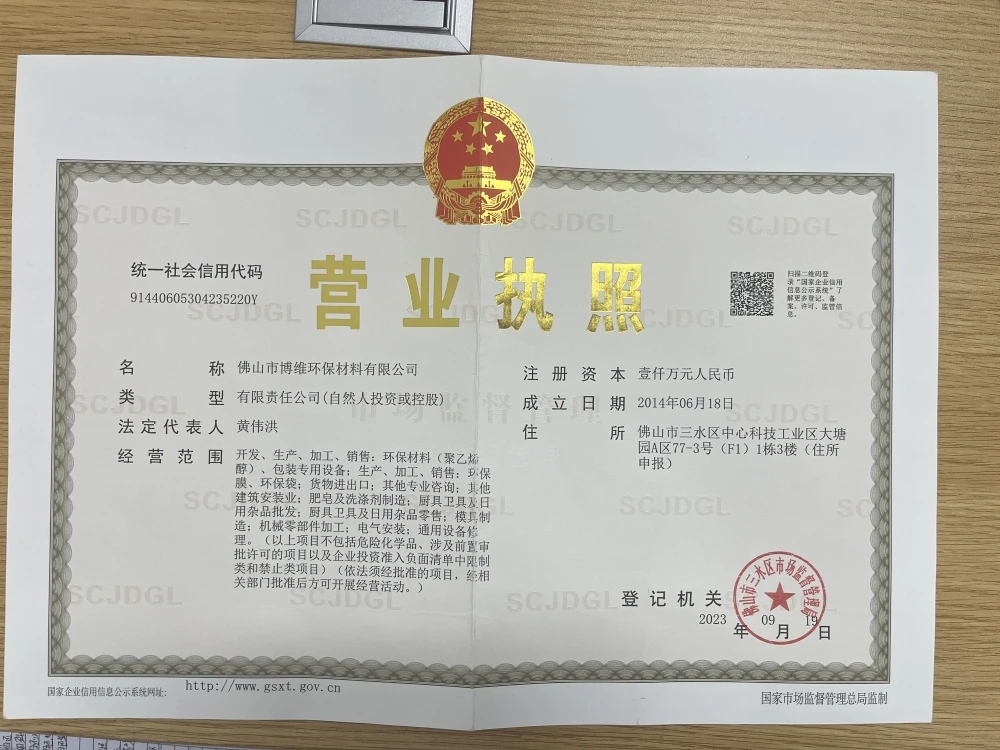 营业执照
统一社会信用代码
91440605304235220Y
扫描二维码登
录“国家企业信用
信息公示系统”了
解更多登记、备
案、许可、监管信
息。
名称 佛山市博维环保材料有限公司
类型 有限责任公司(自然人投资或控股)
法定代表人 黄伟洪
经营范围 开发、生产、加工、销售：环保材料（聚乙烯
醇）、包装专用设备；生产、加工、销售：环保
膜、环保袋；货物进出口；其他专业咨询；其他
建筑安装业；肥皂及洗涤剂制造；厨具卫具及日
用杂品批发；厨具卫具及日用杂品零售；模具制
造；机械零部件加工；电气安装；通用设备修
理。（以上项目不包括危险化学品、涉及前置审
批许可的项目以及企业投资准入负面清单中限制
类和禁止类项目）（依法须经批准的项目，经相
关部门批准后方可开展经营活动。）
注册资本 壹仟万元人民币
成立日期 2014年06月18日
住所 佛山市三水区中心科技工业区大塘
园A区77-3号（F1）1栋3楼（住所
申报）
登记机关
佛山市三水区市场监督管理局
2023年09月19日
国家企业信用信息公示系统网址: http://www.gsxt.gov.cn
国家市场监督管理总局监制
SCJDGL
市场监督管理